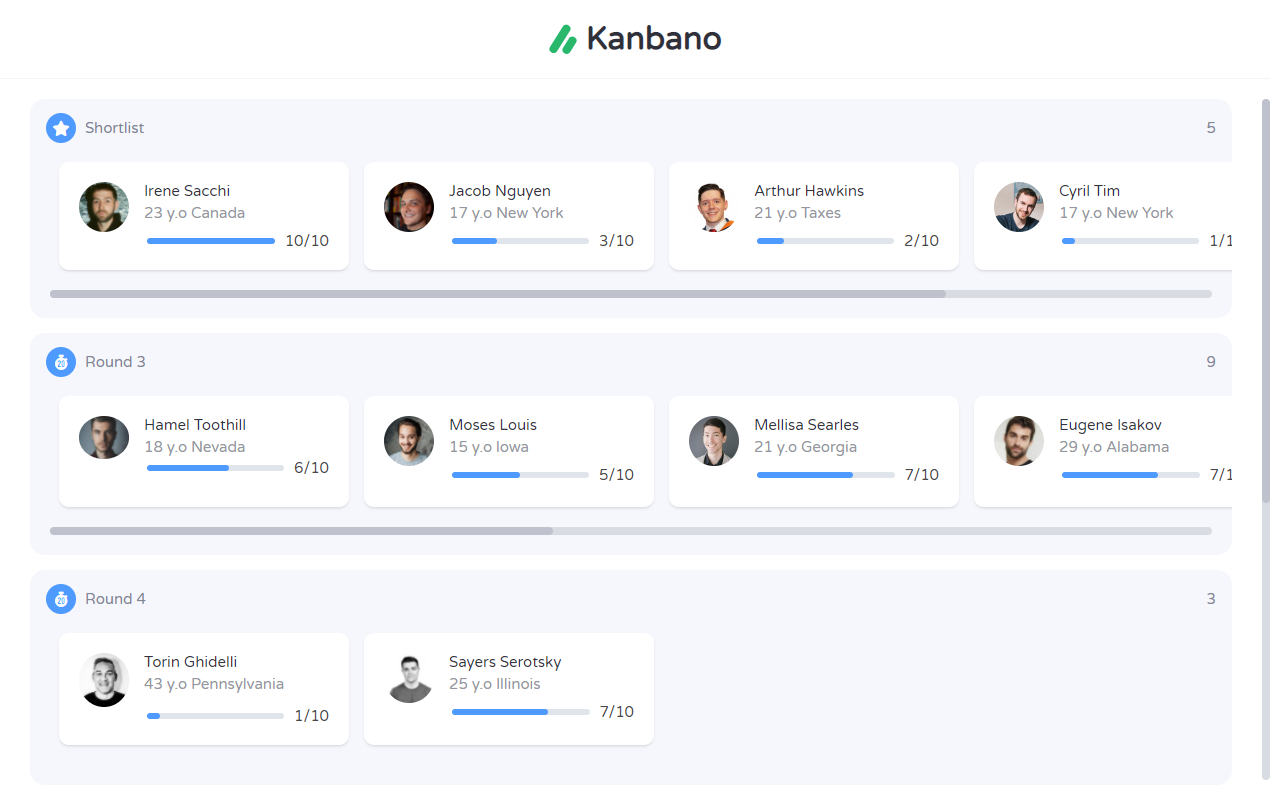 Kanbano
Shortlist 5
Irene Sacchi
23 y.o Canada
10/10
Jacob Nguyen
17 y.o New York
3/10
Arthur Hawkins
21 y.o Taxes
2/10
Cyril Tim
17 y.o New York
1/1
20 Round 3 9
Hamel Toothill
18 y.o Nevada
6/10
Moses Louis
15 y.o Iowa
5/10
Mellisa Searles
21 y.o Georgia
7/10
Eugene Isakov
29 y.o Alabama
7/1
20 Round 4 3
Torin Ghidelli
43 y.o Pennsylvania
1/10
Sayers Serotsky
25 y.o Illinois
7/10